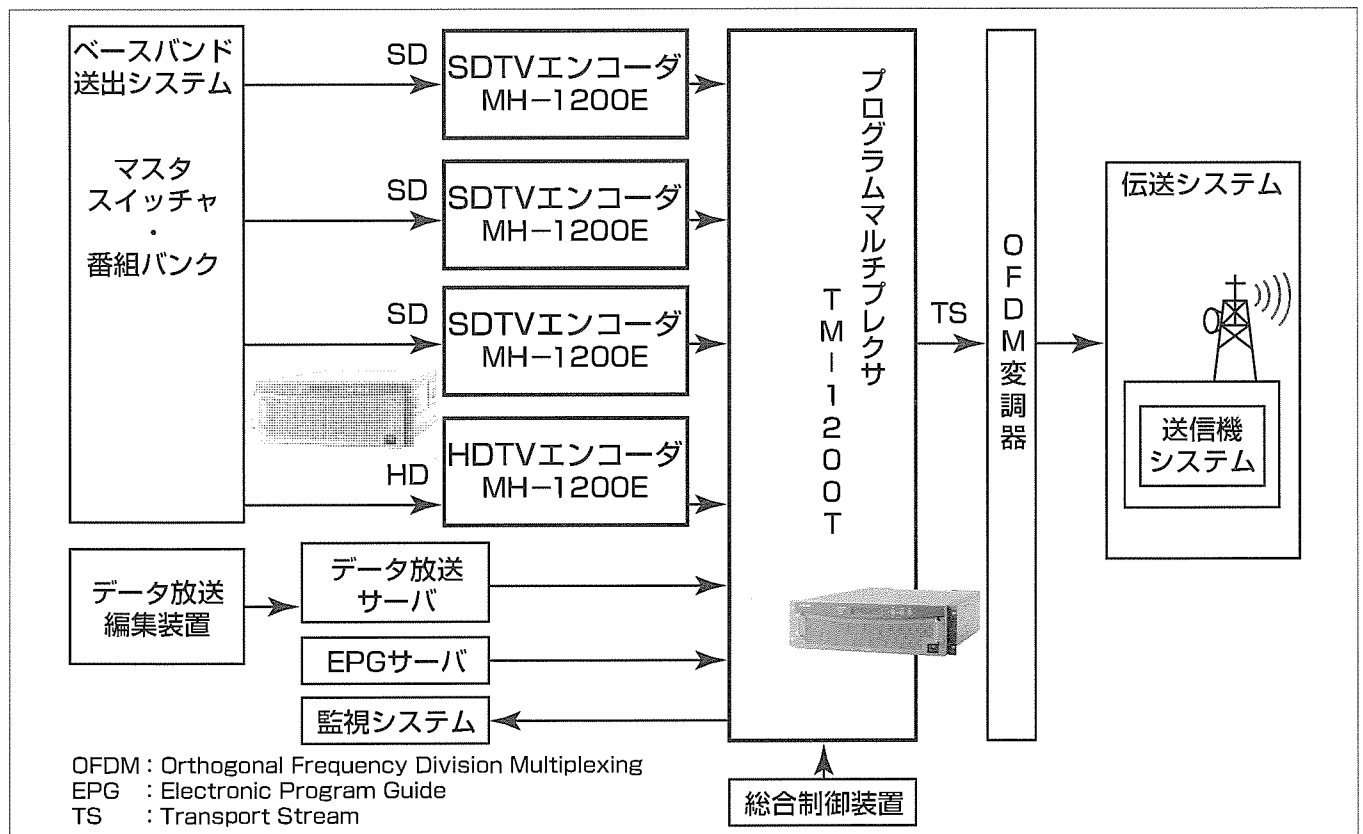 ベースバンド
送出システム
マスタ
スイッチャ
・
番組バンク
SD
SDTVエンコーダ
MH−1200E
SD
SDTVエンコーダ
MH−1200E
SD
SDTVエンコーダ
MH−1200E
HD
HDTVエンコーダ
MH−1200E
データ放送
編集装置
データ放送
サーバ
EPGサーバ
監視システム
プログラムマルチプレクサ
TM−1200T
総合制御装置
TS
OFDM変調器
伝送システム
送信機
システム
OFDM : Orthogonal Frequency Division Multiplexing
EPG : Electronic Program Guide
TS : Transport Stream